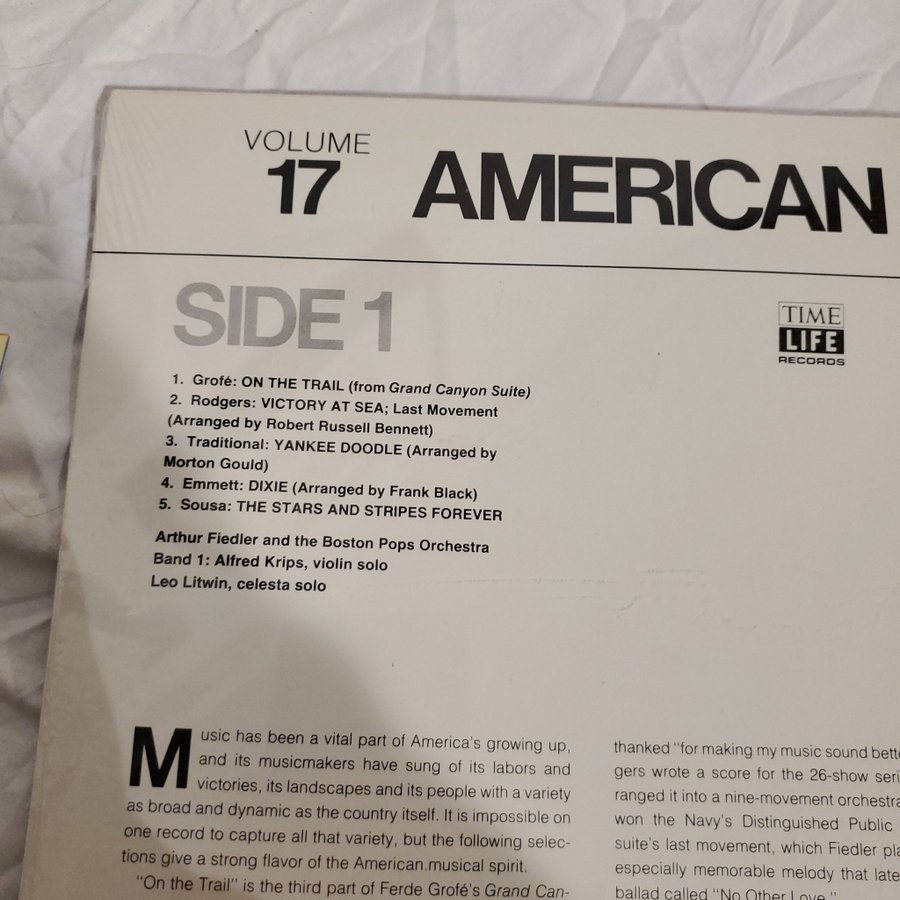 VOLUME
17
AMERICAN
SIDE 1
TIME
LIFE
RECORDS
1. Grofé: ON THE TRAIL (from Grand Canyon Suite)
2. Rodgers: VICTORY AT SEA; Last Movement
(Arranged by Robert Russell Bennett)
3. Traditional: YANKEE DOODLE (Arranged by
Morton Gould)
4. Emmett: DIXIE (Arranged by Frank Black)
5. Sousa: THE STARS AND STRIPES FOREVER
Arthur Fiedler and the Boston Pops Orchestra
Band 1: Alfred Krips, violin solo
Leo Litwin, celesta solo
Music has been a vital part of America's growing up,
and its musicmakers have sung of its labors and
victories, its landscapes and its people with a variety
as broad and dynamic as the country itself. It is impossible on
one record to capture all that variety, but the following selec-
tions give a strong flavor of the American musical spirit.
"On the Trail" is the third part of Ferde Grofé's Grand Can-
thanked "for making my music sound bette
gers wrote a score for the 26-show seri
ranged it into a nine-movement orchestra
won the Navy's Distinguished Public
suite's last movement, which Fiedler pla
especially memorable melody that late
ballad called "No Other Love."